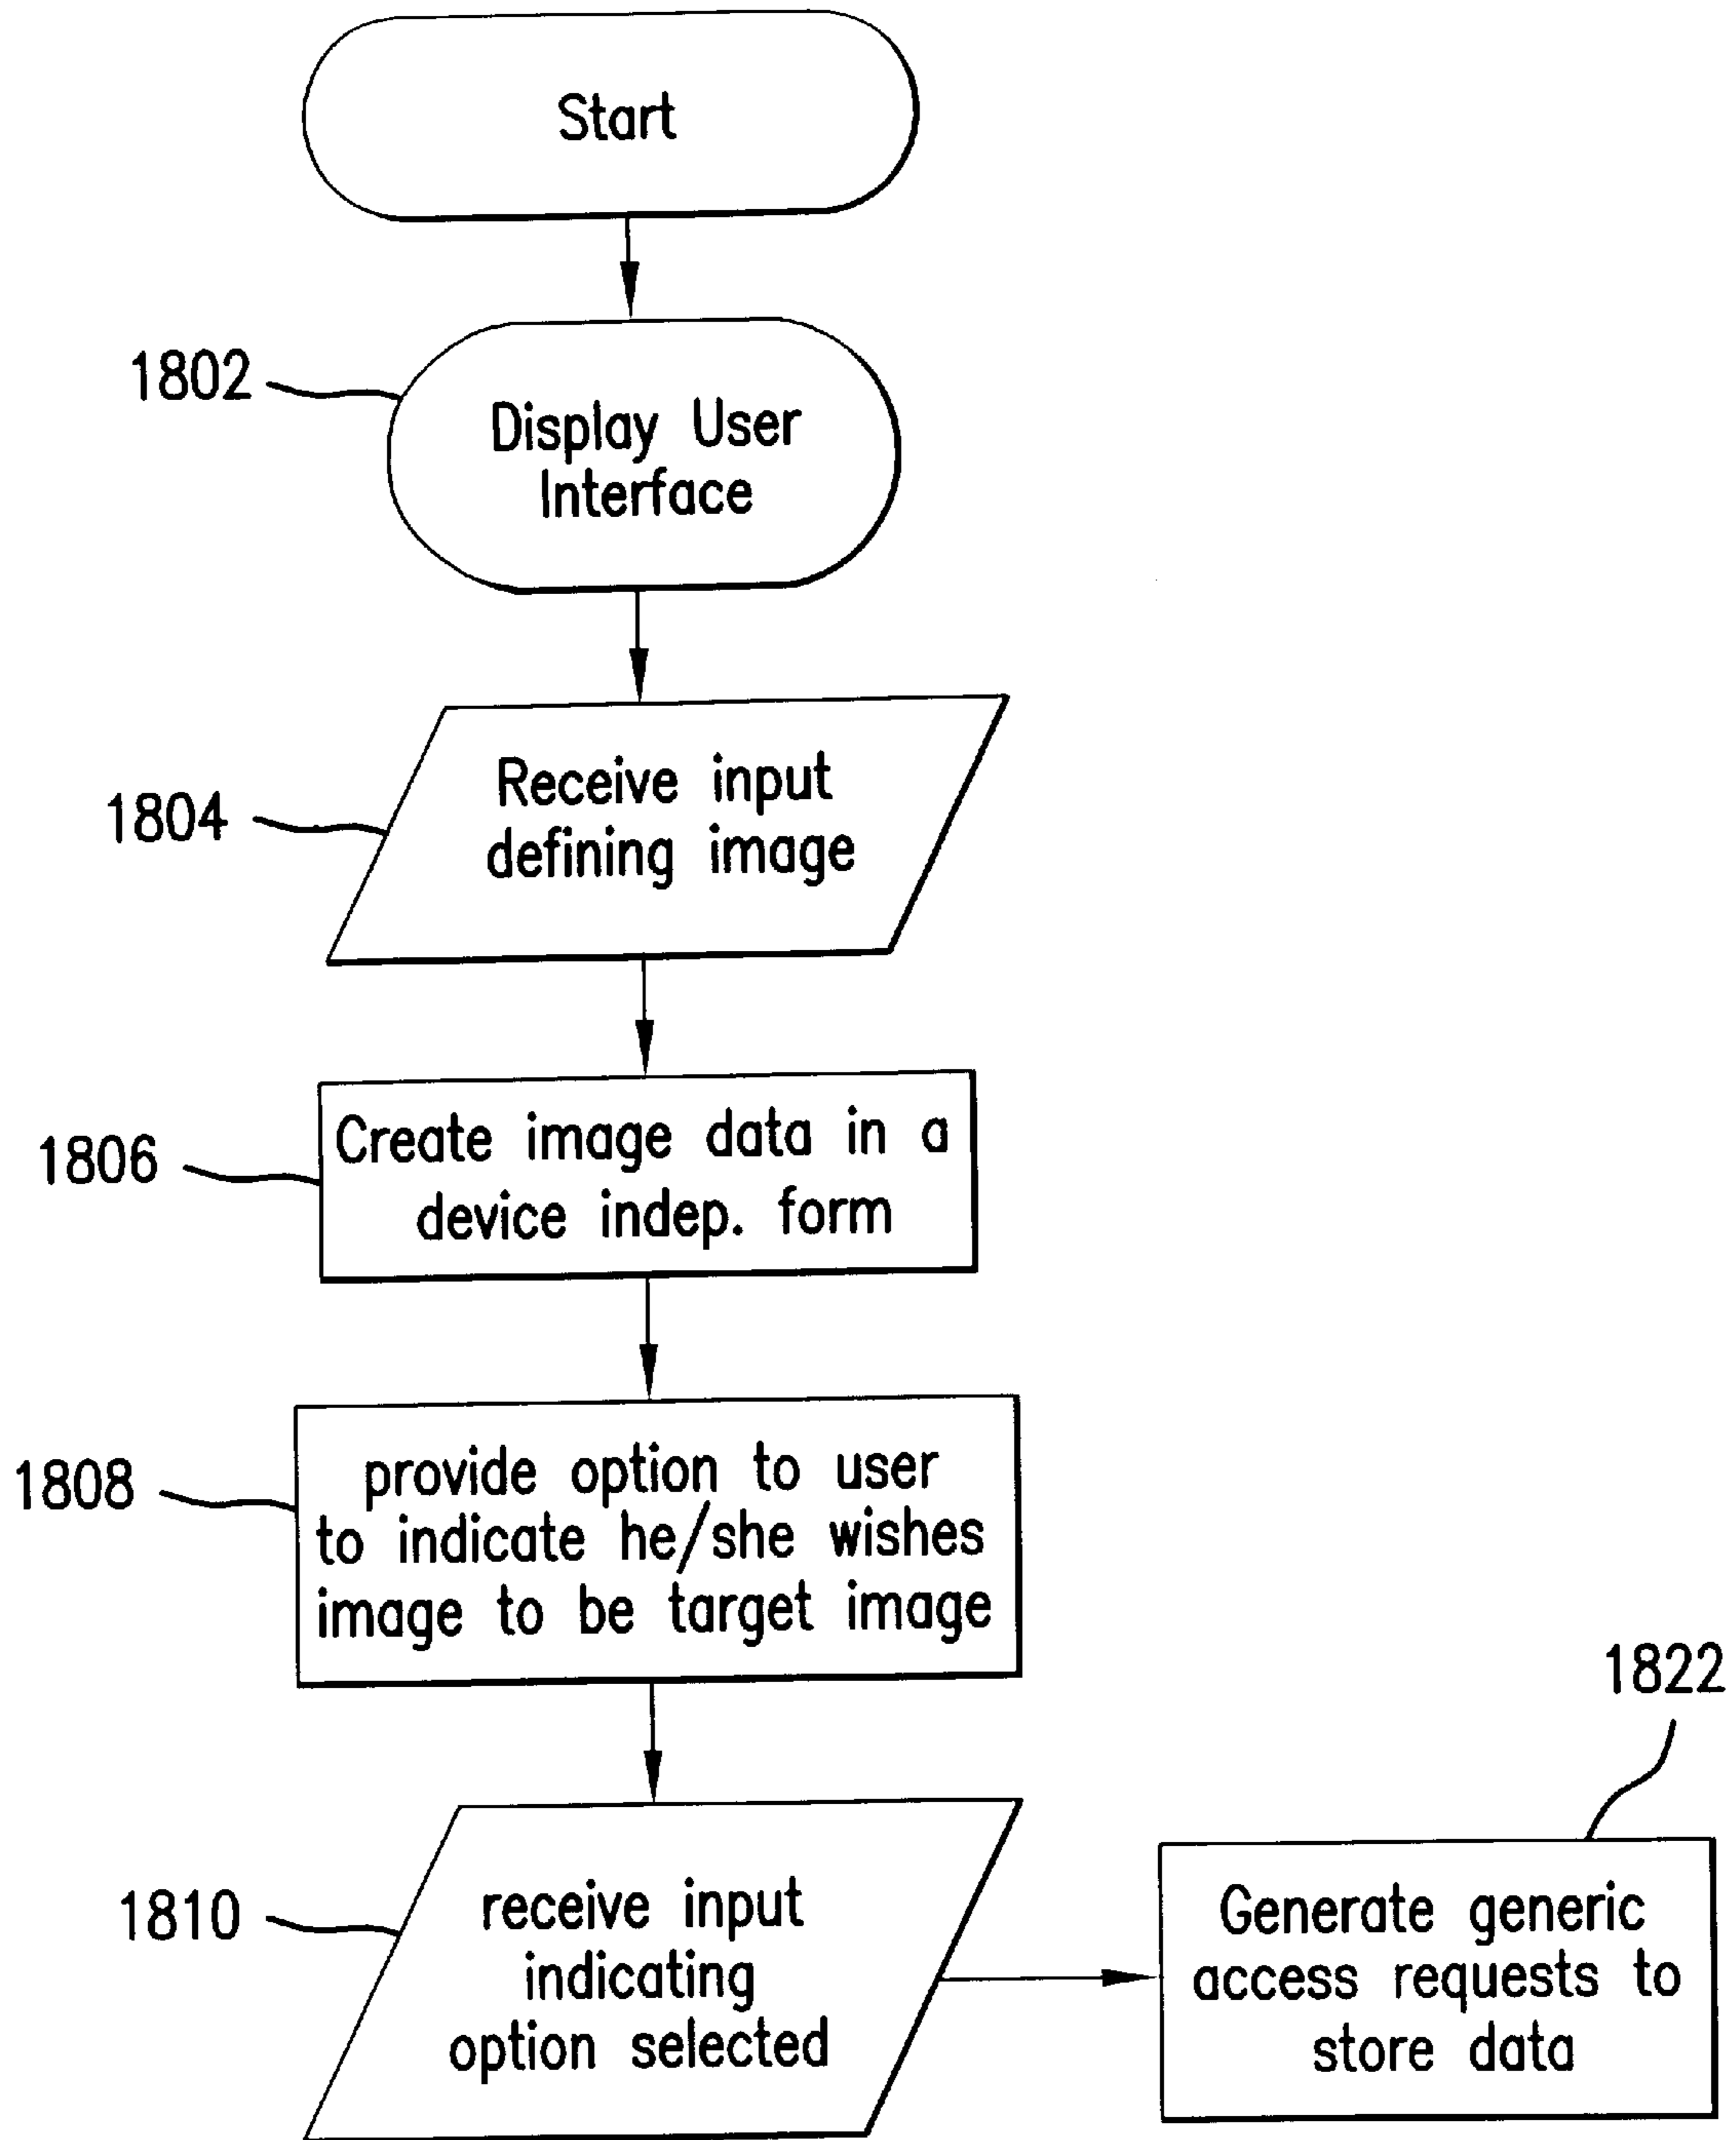 Start
1802
Display User
Interface
1804
Receive input
defining image
1806
Create image data in a
device indep. form
1808
provide option to user
to indicate he/she wishes
image to be target image
1810
receive input
indicating
option selected
1822
Generate generic
access requests to
store data